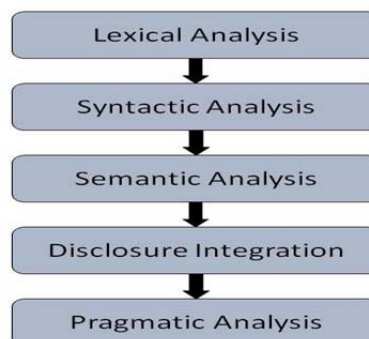 Lexical Analysis
Syntactic Analysis
Semantic Analysis
Disclosure Integration
Pragmatic Analysis